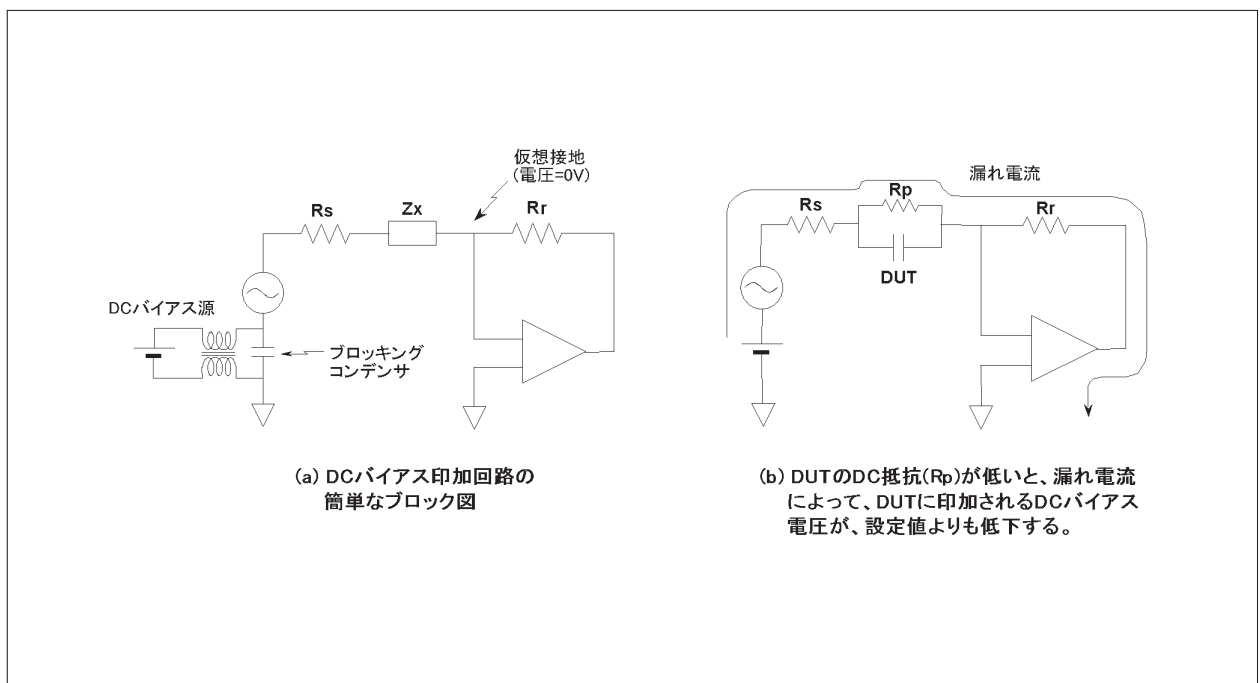 仮想接地
(電圧=0V)
Rs
Zx
Rr
DCバイアス源
ブロッキング
コンデンサ
(a) DCバイアス印加回路の
簡単なブロック図
漏れ電流
Rp
Rs
Rr
DUT
(b) DUTのDC抵抗(Rp)が低いと、漏れ電流
によって、DUTに印加されるDCバイアス
電圧が、設定値よりも低下する。